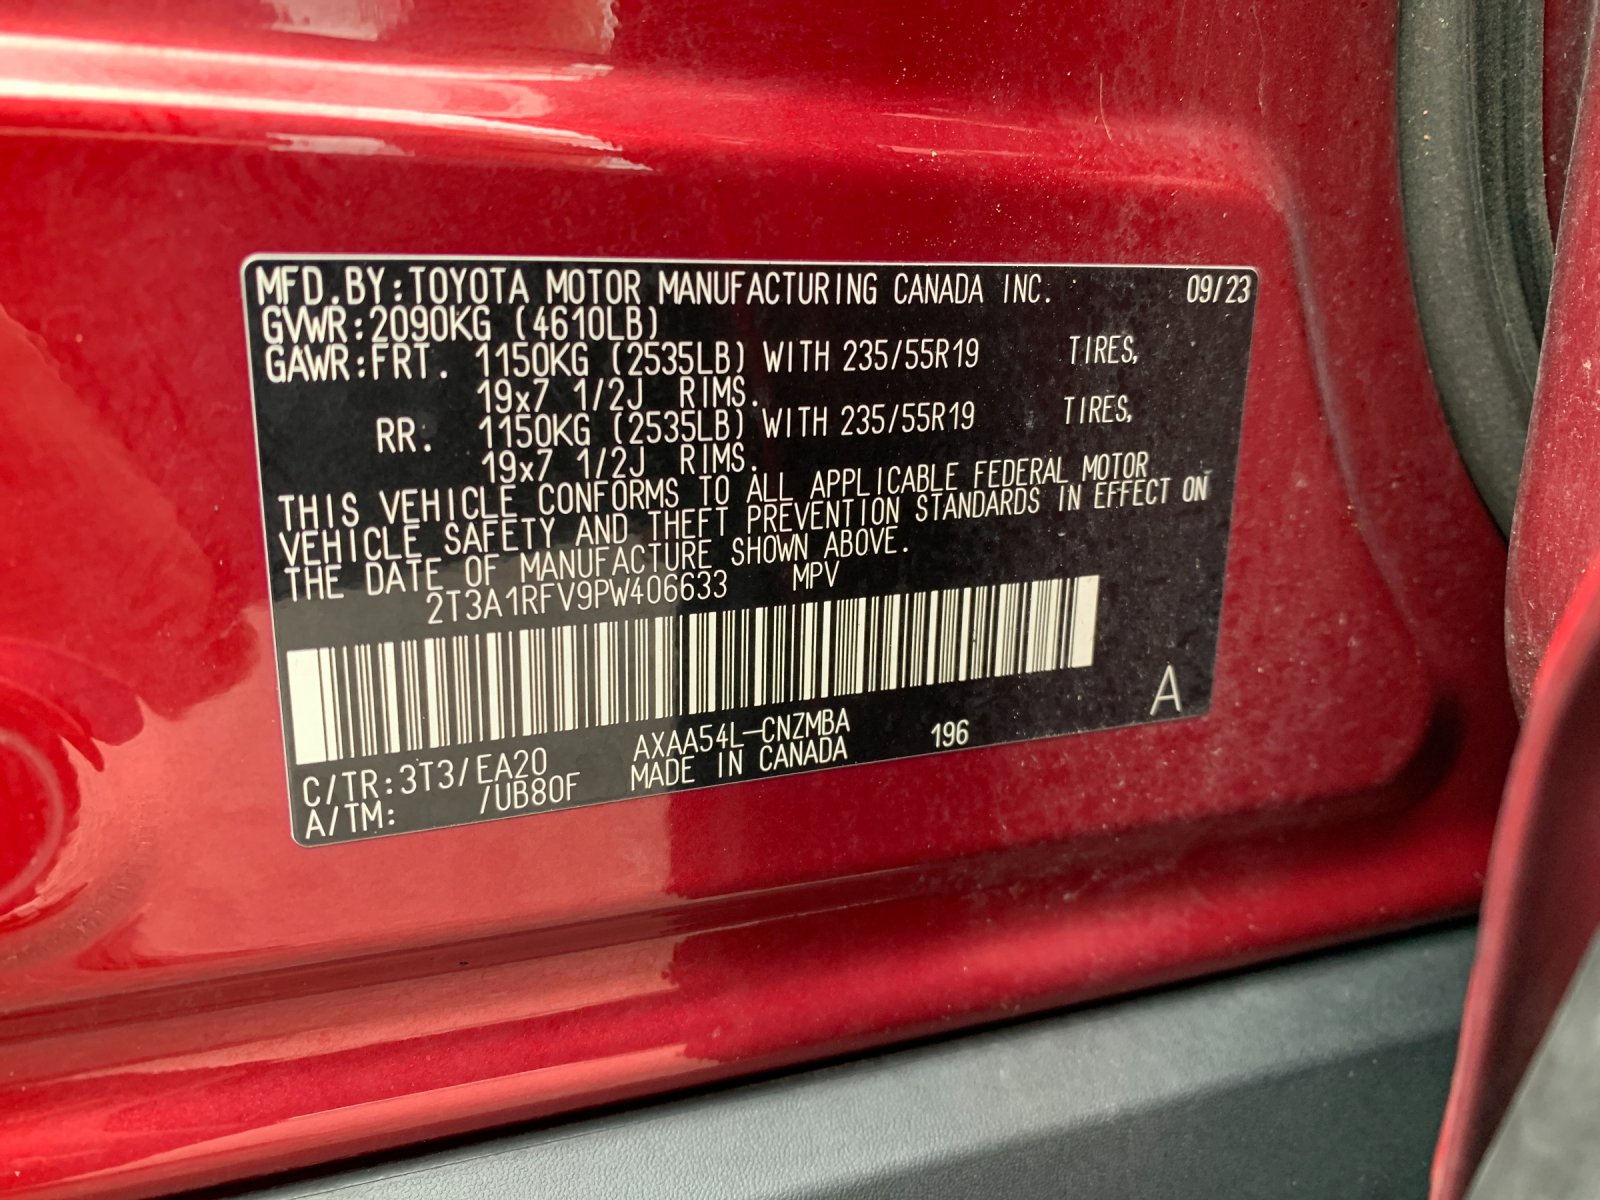 MFD.BY:TOYOTA MOTOR MANUFACTURING CANADA INC. 09/23
GVWR:2090KG (4610LB)
GAWR:FRT. 1150KG (2535LB) WITH 235/55R19 TIRES,
19x7 1/2J RIMS.
RR. 1150KG (2535LB) WITH 235/55R19 TIRES,
19x7 1/2J RIMS.
THIS VEHICLE CONFORMS TO ALL APPLICABLE FEDERAL MOTOR
VEHICLE SAFETY AND THEFT PREVENTION STANDARDS IN EFFECT ON
THE DATE OF MANUFACTURE SHOWN ABOVE.
2T3A1RFV9PW406633 MPV
A
C/TR:3T3/EA20 AXAA54L-CNZMBA 196
A/TM: /UB80F MADE IN CANADA